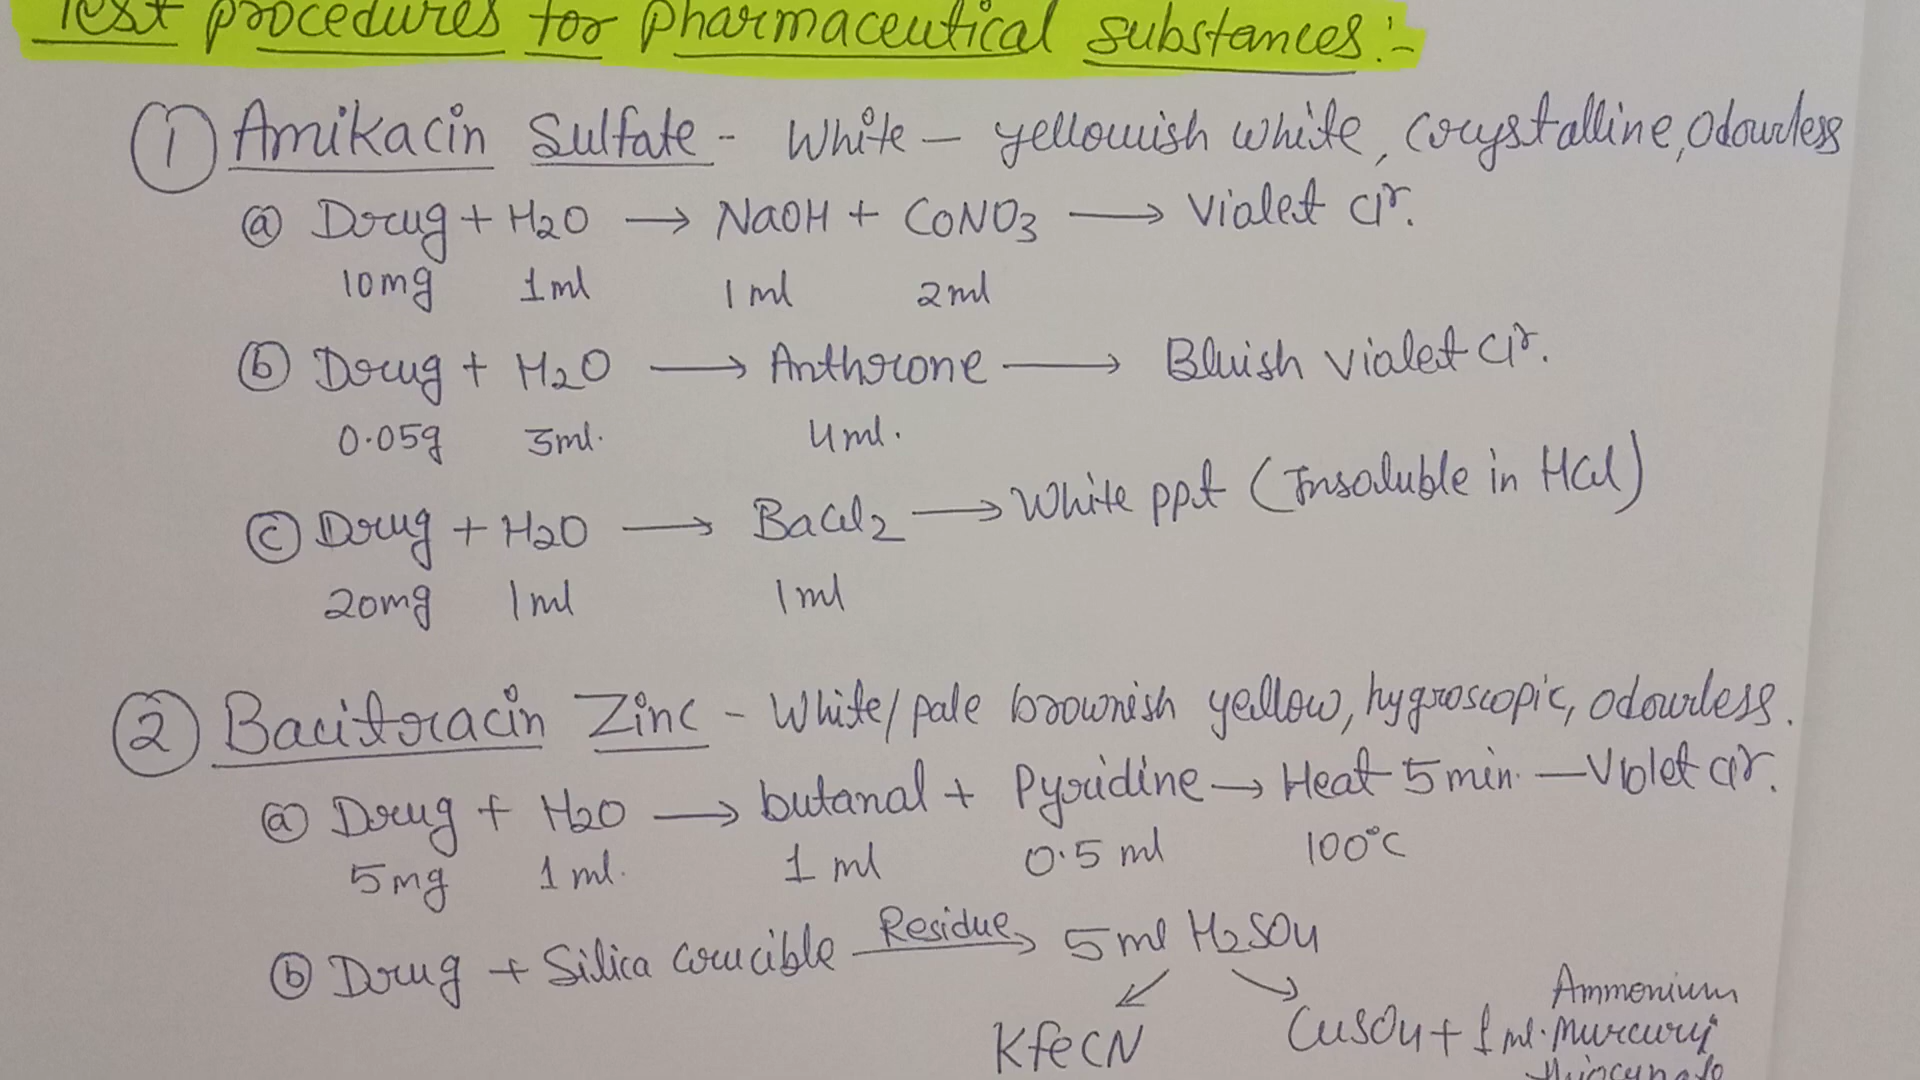 Test procedures for pharmaceutical substances:-
① Amikacin Sulfate - White - yellowish white, crystalline, odourless
ⓐ Drug + H2O → NaOH + CoNO3 → Vialet clr.
10mg 1ml 1ml 2ml
ⓑ Drug + H2O → Anthrone → Bluish vialet clr.
0.05g 3ml. 4ml.
ⓒ Drug + H2O → BaCl2 → White ppt (Insoluble in HCl)
20mg 1ml 1ml
② Bacitracin Zinc - White/pale brownish yellow, hygroscopic, odourless.
ⓐ Drug + H2O → butanal + Pyridine → Heat 5 min. — Violet clr.
5mg 1ml. 1ml 0.5ml 100°C
ⓑ Drug + Silica crucible Residue → 5ml H2SO4
↙ ↘ Ammonium
KfeCN CuSO4 + 1ml. Murcury
thiocynate